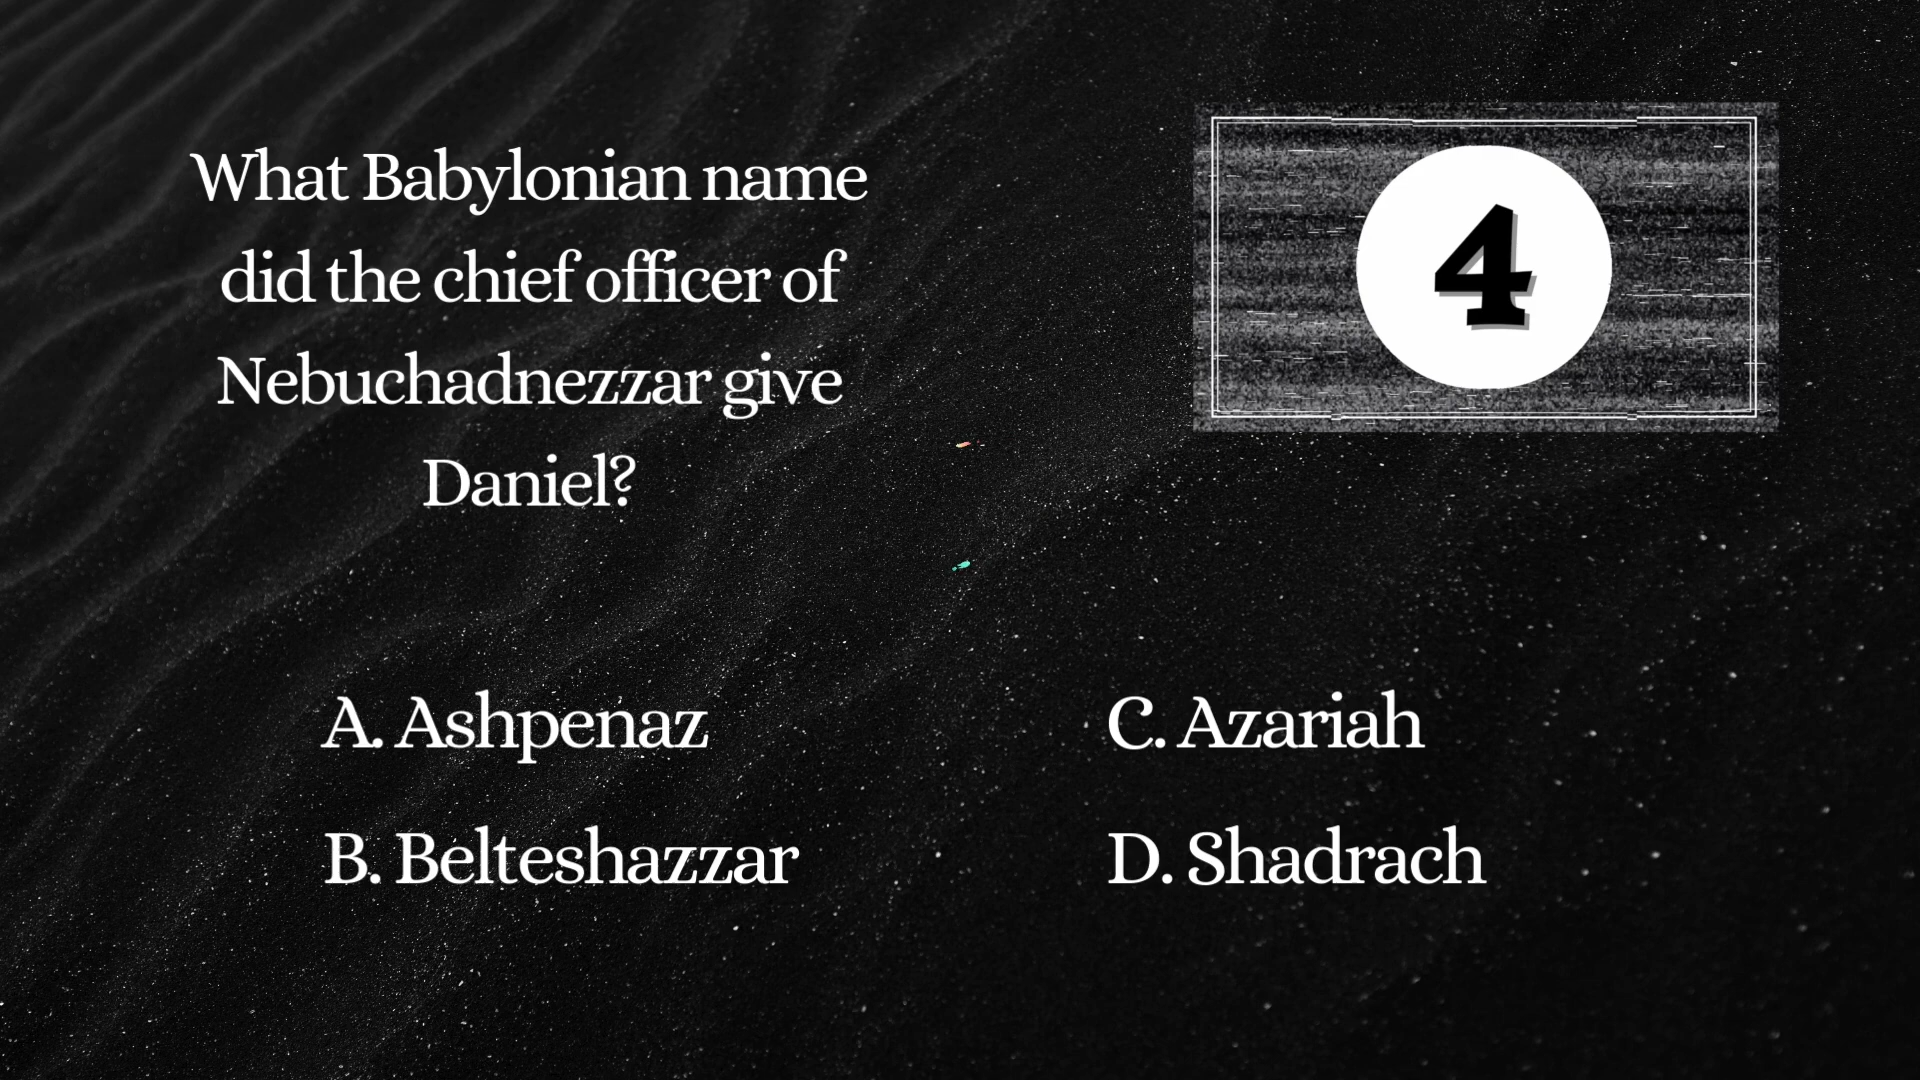 What Babylonian name
did the chief officer of
Nebuchadnezzar give
Daniel?
4
A. Ashpenaz
B. Belteshazzar
C. Azariah
D. Shadrach